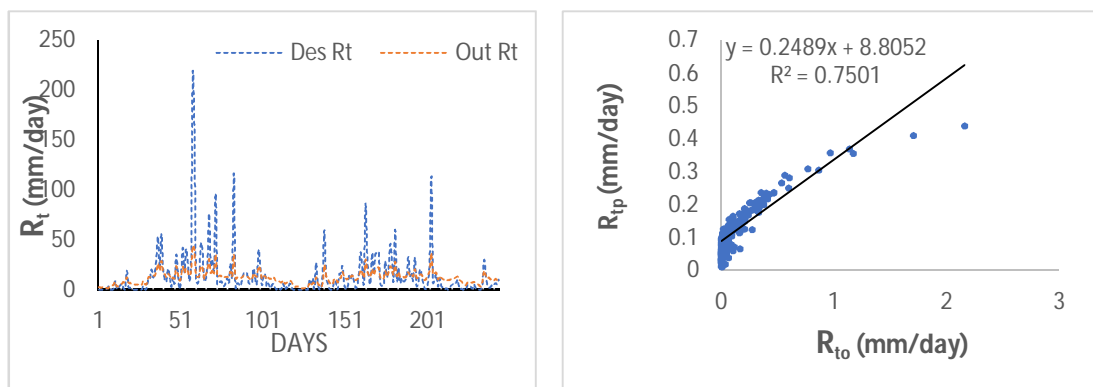 250
200
150
100
50
0
Rt (mm/day)
Des Rt
Out Rt
1 51 101 151 201
DAYS
0.7
0.6
0.5
0.4
0.3
0.2
0.1
0
Rtp (mm/day)
y = 0.2489x + 8.8052
R² = 0.7501
0 1 2 3
Rto (mm/day)